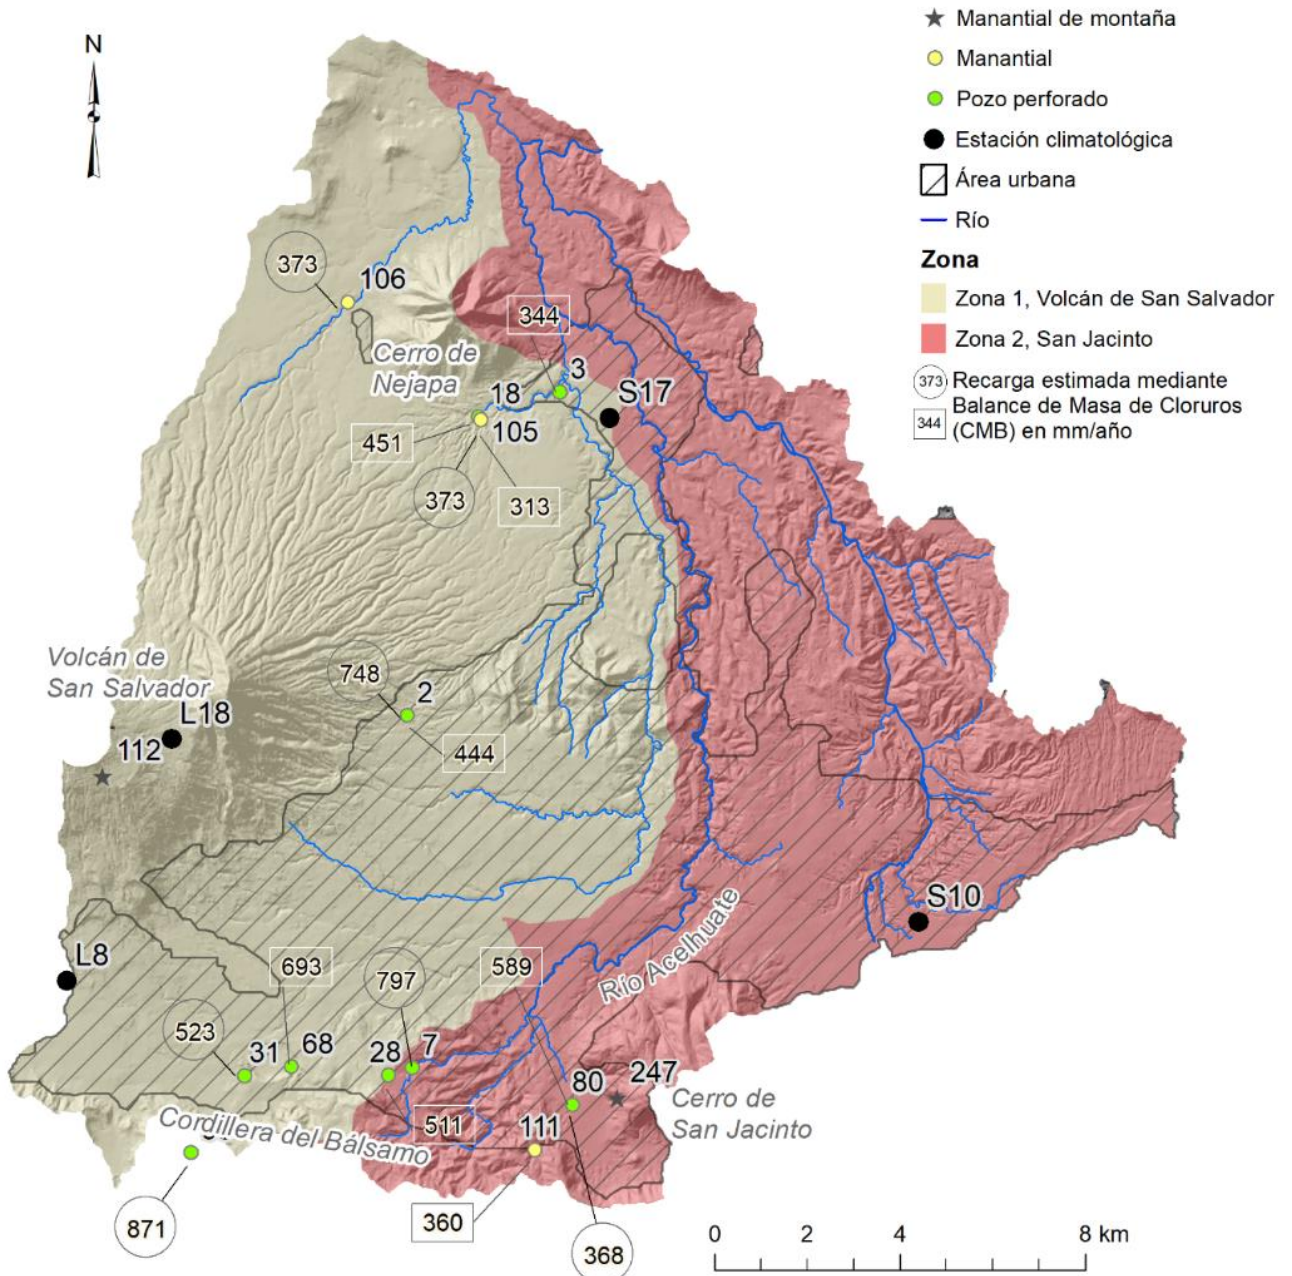 Manantial de montaña
Manantial
Pozo perforado
Estación climatológica
Área urbana
Río
Zona
Zona 1, Volcán de San Salvador
Zona 2, San Jacinto
373 Recarga estimada mediante
Balance de Masa de Cloruros
344 (CMB) en mm/año
N
373
106
344
Cerro de
Nejapa
3
18
S17
451
105
373
313
Volcán de
San Salvador
748
2
L18
112
444
S10
Río Acelhuate
L8
693
797
589
523
31
68
28
7
80
247
Cerro de
San Jacinto
Cordillera del Bálsamo
511
111
871
360
368
0 2 4 8 km